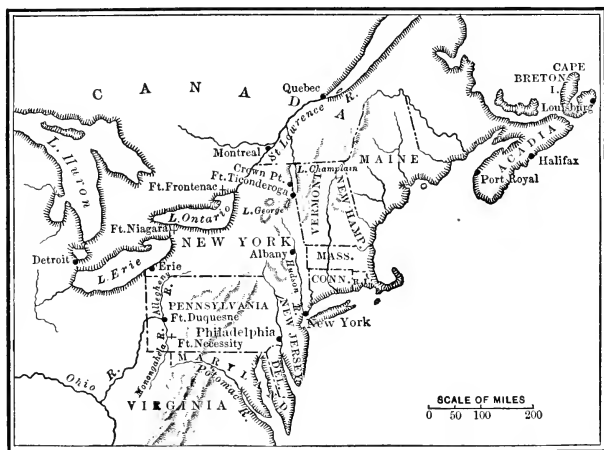 CAPE
BRETON
I.
Louisburg
CANADA
Quebec
St Lawrence R.
ACADIA
Halifax
Port Royal
Montreal
MAINE
L. Huron
Crown Pt.
L. Champlain
Ft. Ticonderoga
Ft. Frontenac
VERMONT
NEW HAMP.
L. Ontario
L. George
Ft. Niagara
NEW YORK
Albany
Hudson R.
MASS.
CONN.
R.I.
Detroit
L. Erie
Erie
Allegheny R.
PENNSYLVANIA
Ft. Duquesne
New York
NEW JERSEY
Philadelphia
Ft. Necessity
Monongahela R.
MARYL'D
DEL.
Ohio R.
Potomac R.
VIRGINIA
SCALE OF MILES
0 50 100 200